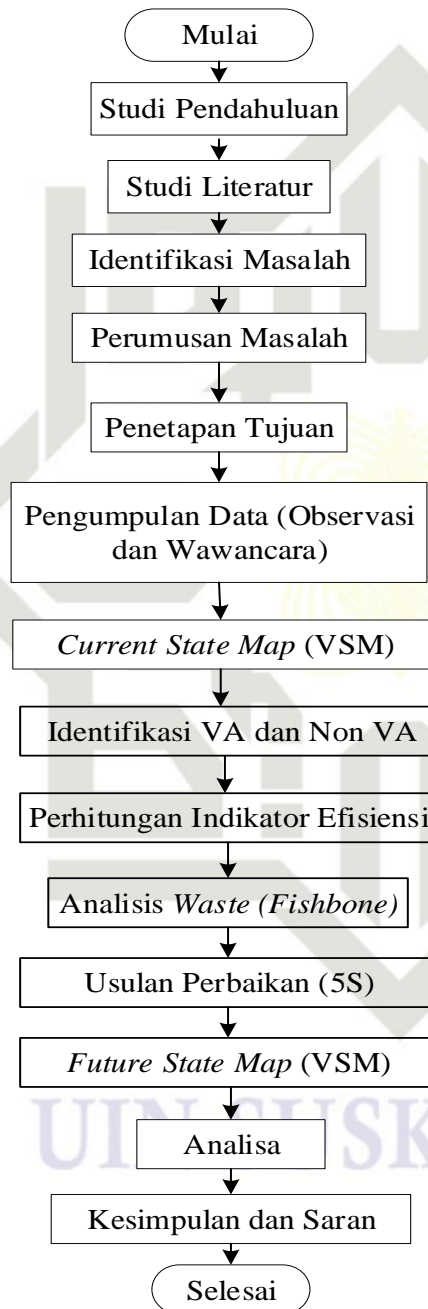 Mulai
Studi Pendahuluan
Studi Literatur
Identifikasi Masalah
Perumusan Masalah
Penetapan Tujuan
Pengumpulan Data (Observasi
dan Wawancara)
Current State Map (VSM)
Identifikasi VA dan Non VA
Perhitungan Indikator Efisiensi
Analisis Waste (Fishbone)
Usulan Perbaikan (5S)
Future State Map (VSM)
UIN SUSK
Analisa
Kesimpulan dan Saran
Selesai